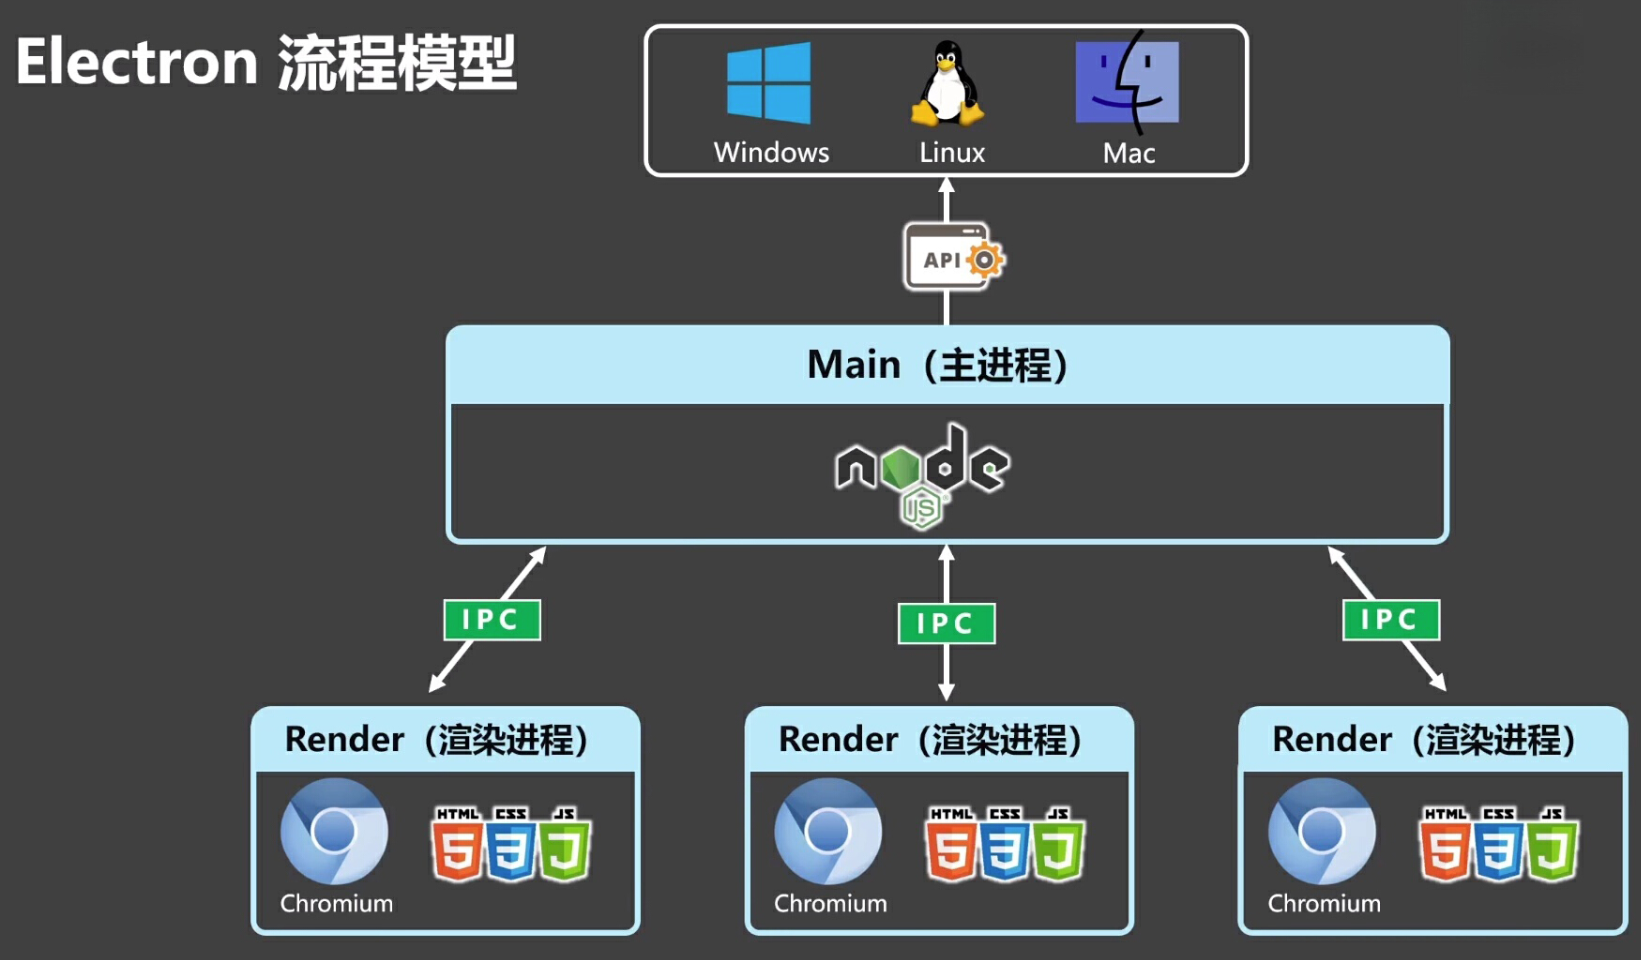 Electron 流程模型
Windows
Linux
Mac
API
Main（主进程）
node
JS
IPC
IPC
IPC
Render（渲染进程）
Render（渲染进程）
Render（渲染进程）
HTML CSS JS
5 3 J
Chromium
HTML CSS JS
5 3 J
Chromium
HTML CSS JS
5 3 J
Chromium